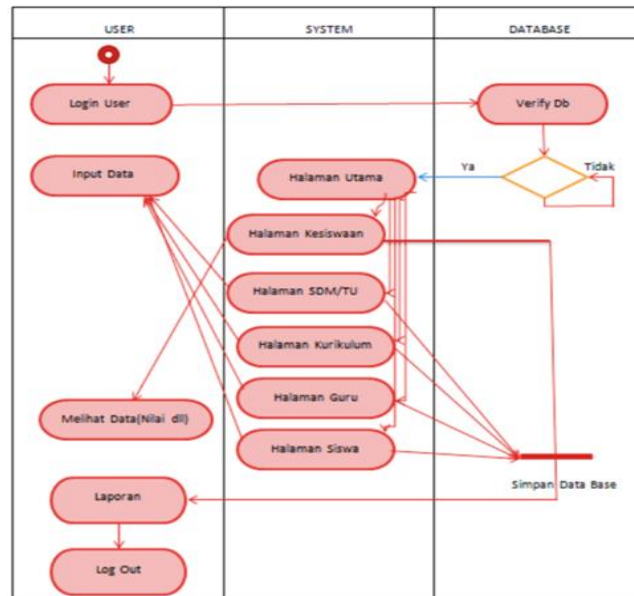 USER
SYSTEM
DATABASE
Login User
Verify Db
Ya
Tidak
Input Data
Halaman Utama
Halaman Kesiswaan
Halaman SDM/TU
Halaman Kurikulum
Halaman Guru
Melihat Data(Nilai dll)
Halaman Siswa
Simpan Data Base
Laporan
Log Out